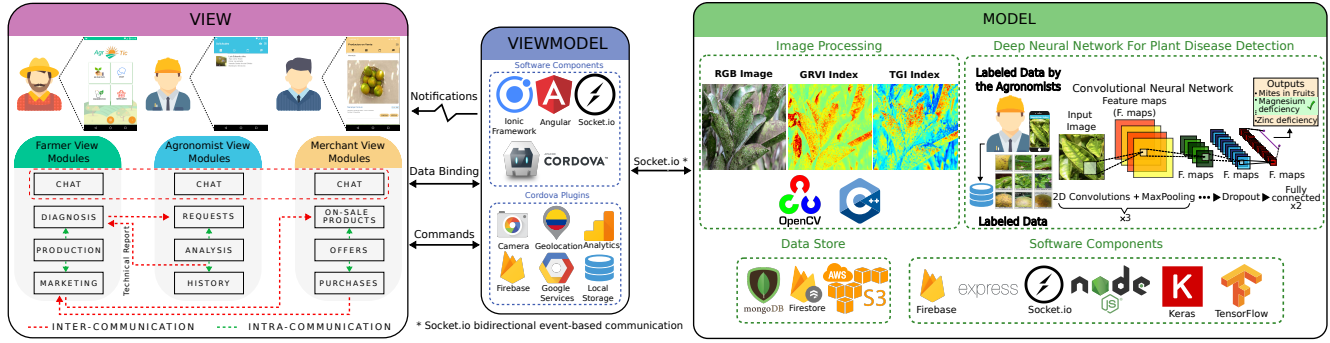 VIEW
Agr Tic
Farmer View
Modules
Agronomist View
Modules
Merchant View
Modules
CHAT
CHAT
CHAT
DIAGNOSIS
REQUESTS
ON-SALE
PRODUCTS
PRODUCTION
ANALYSIS
OFFERS
MARKETING
HISTORY
PURCHASES
Technical Report
INTER-COMMUNICATION
INTRA-COMMUNICATION
Notifications
Data Binding
Commands
VIEWMODEL
Software Components
Ionic
Framework
Angular
Socket.io
CORDOVA™
Cordova Plugins
Camera
Geolocation
Analytics
Firebase
Google
Services
Local
Storage
* Socket.io bidirectional event-based communication
Socket.io *
MODEL
Image Processing
RGB Image
GRVI Index
TGI Index
OpenCV
C++
Deep Neural Network For Plant Disease Detection
Labeled Data by
the Agronomists
Labeled Data
Convolutional Neural Network
Input
Image
Feature maps
(F. maps)
F. maps
F. maps
F. maps
Outputs
• Mites in Fruits
• Magnesium
deficiency ✓
• Zinc deficiency
2D Convolutions + MaxPooling ••• Dropout
Fully
connected
×2
×3
Data Store
mongoDB
Firestore
AWS
S3
Software Components
Firebase
express
Socket.io
node
JS
K
Keras
TensorFlow